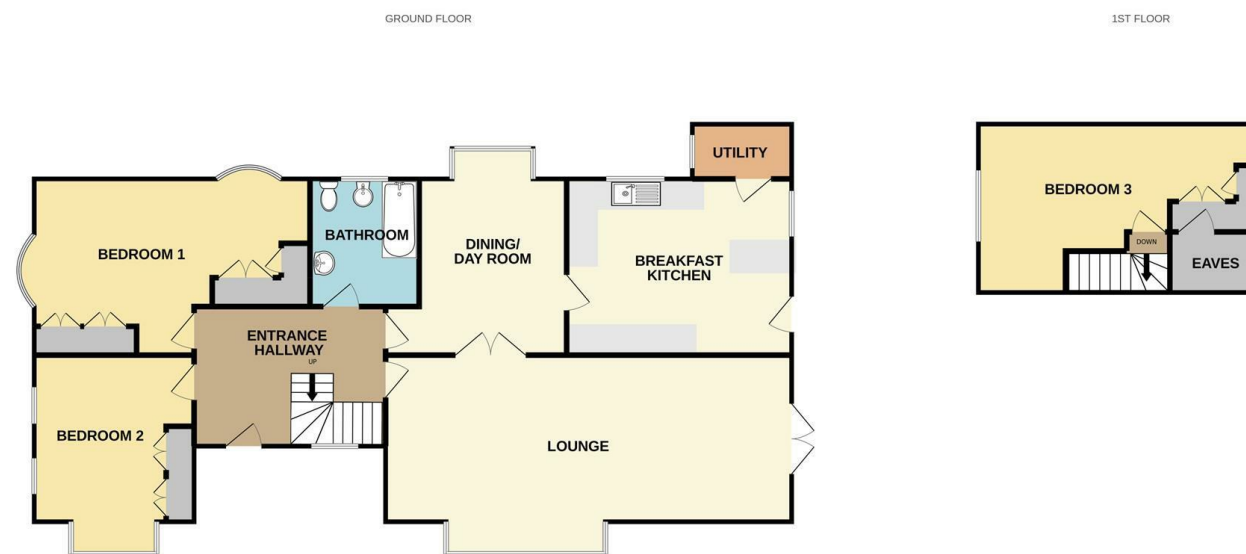 GROUND FLOOR
1ST FLOOR
UTILITY
BEDROOM 1
BATHROOM
DINING/
DAY ROOM
BREAKFAST
KITCHEN
ENTRANCE
HALLWAY
UP
BEDROOM 2
LOUNGE
BEDROOM 3
DOWN
EAVES